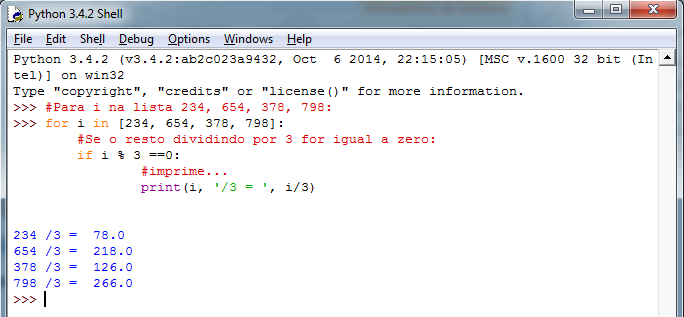 Python 3.4.2 Shell
File Edit Shell Debug Options Windows Help
Python 3.4.2 (v3.4.2:ab2c023a9432, Oct  6 2014, 22:15:05) [MSC v.1600 32 bit (In
tel)] on win32
Type "copyright", "credits" or "license()" for more information.
>>> #Para i na lista 234, 654, 378, 798:
>>> for i in [234, 654, 378, 798]:
        #Se o resto dividindo por 3 for igual a zero:
        if i % 3 ==0:
                #imprime...
                print(i, '/3 = ', i/3)
234 /3 =  78.0
654 /3 =  218.0
378 /3 =  126.0
798 /3 =  266.0
>>>